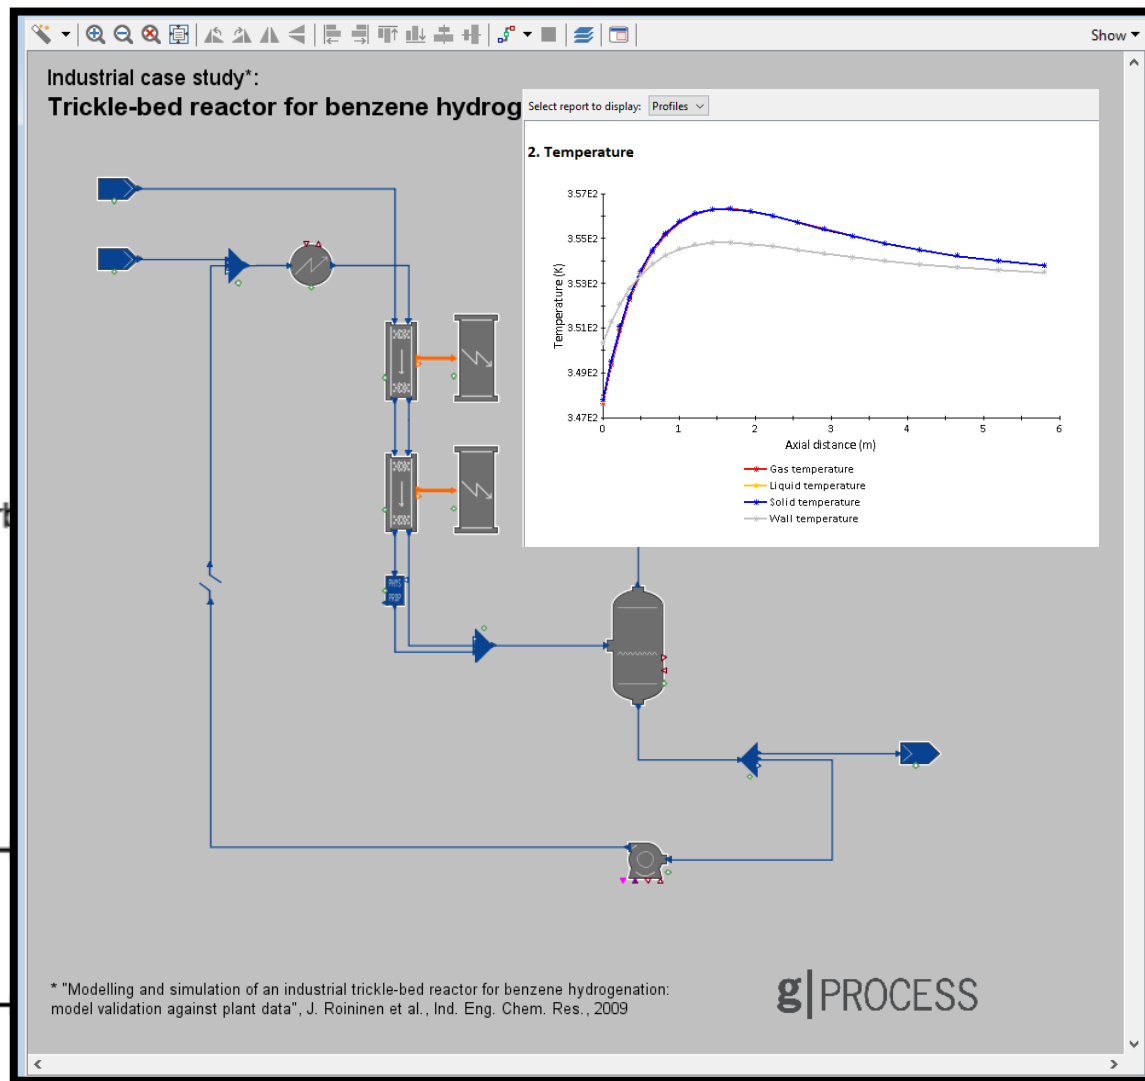 Show
Industrial case study*:
Trickle-bed reactor for benzene hydrog
Select report to display: Profiles
2. Temperature
3.57E2
3.55E2
3.53E2
3.51E2
3.49E2
3.47E2
Temperature (K)
0 1 2 3 4 5 6
Axial distance (m)
Gas temperature
Liquid temperature
Solid temperature
Wall temperature
PHYS
PROP
* "Modelling and simulation of an industrial trickle-bed reactor for benzene hydrogenation:
model validation against plant data", J. Roininen et al., Ind. Eng. Chem. Res., 2009
g|PROCESS